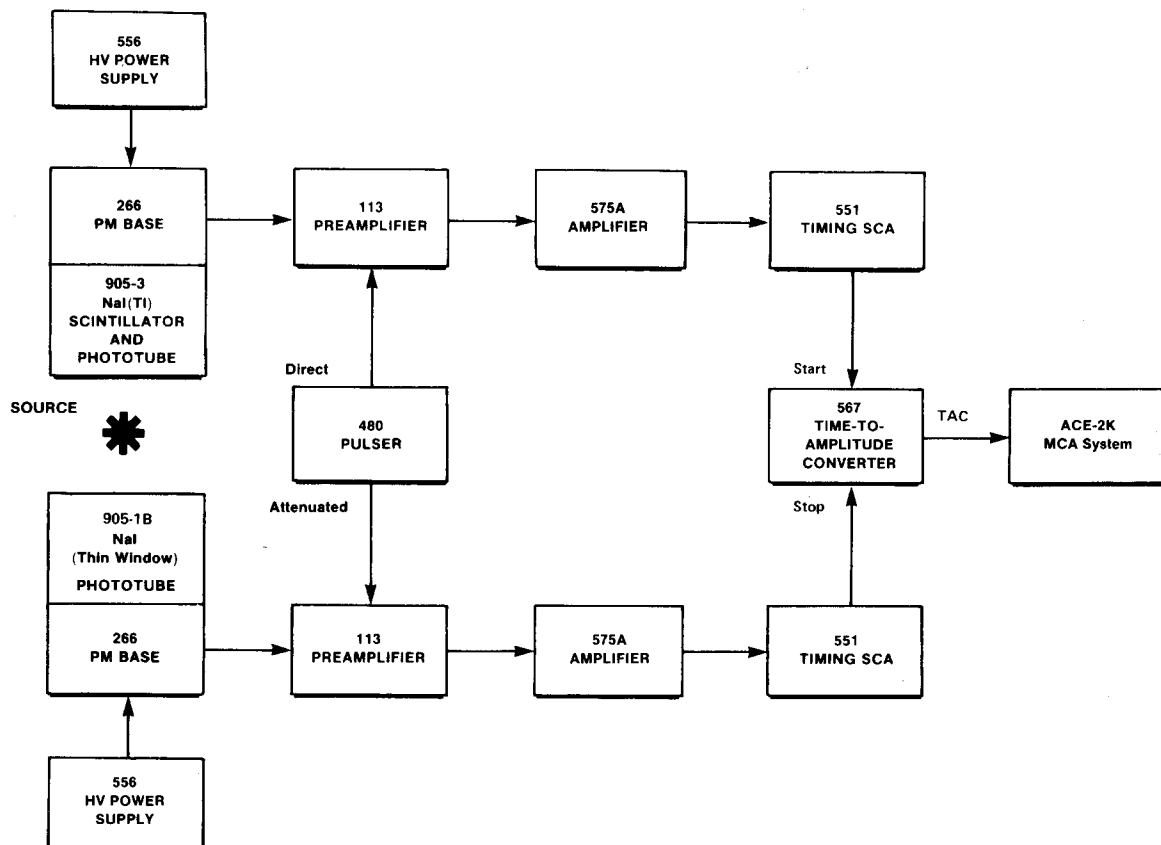 556
HV POWER
SUPPLY
266
PM BASE
905-3
NaI(Tl)
SCINTILLATOR
AND
PHOTOTUBE
113
PREAMPLIFIER
575A
AMPLIFIER
551
TIMING SCA
Direct
Start
SOURCE
480
PULSER
567
TIME-TO-
AMPLITUDE
CONVERTER
TAC
ACE-2K
MCA System
Attenuated
Stop
905-1B
NaI
(Thin Window)
PHOTOTUBE
266
PM BASE
113
PREAMPLIFIER
575A
AMPLIFIER
551
TIMING SCA
556
HV POWER
SUPPLY